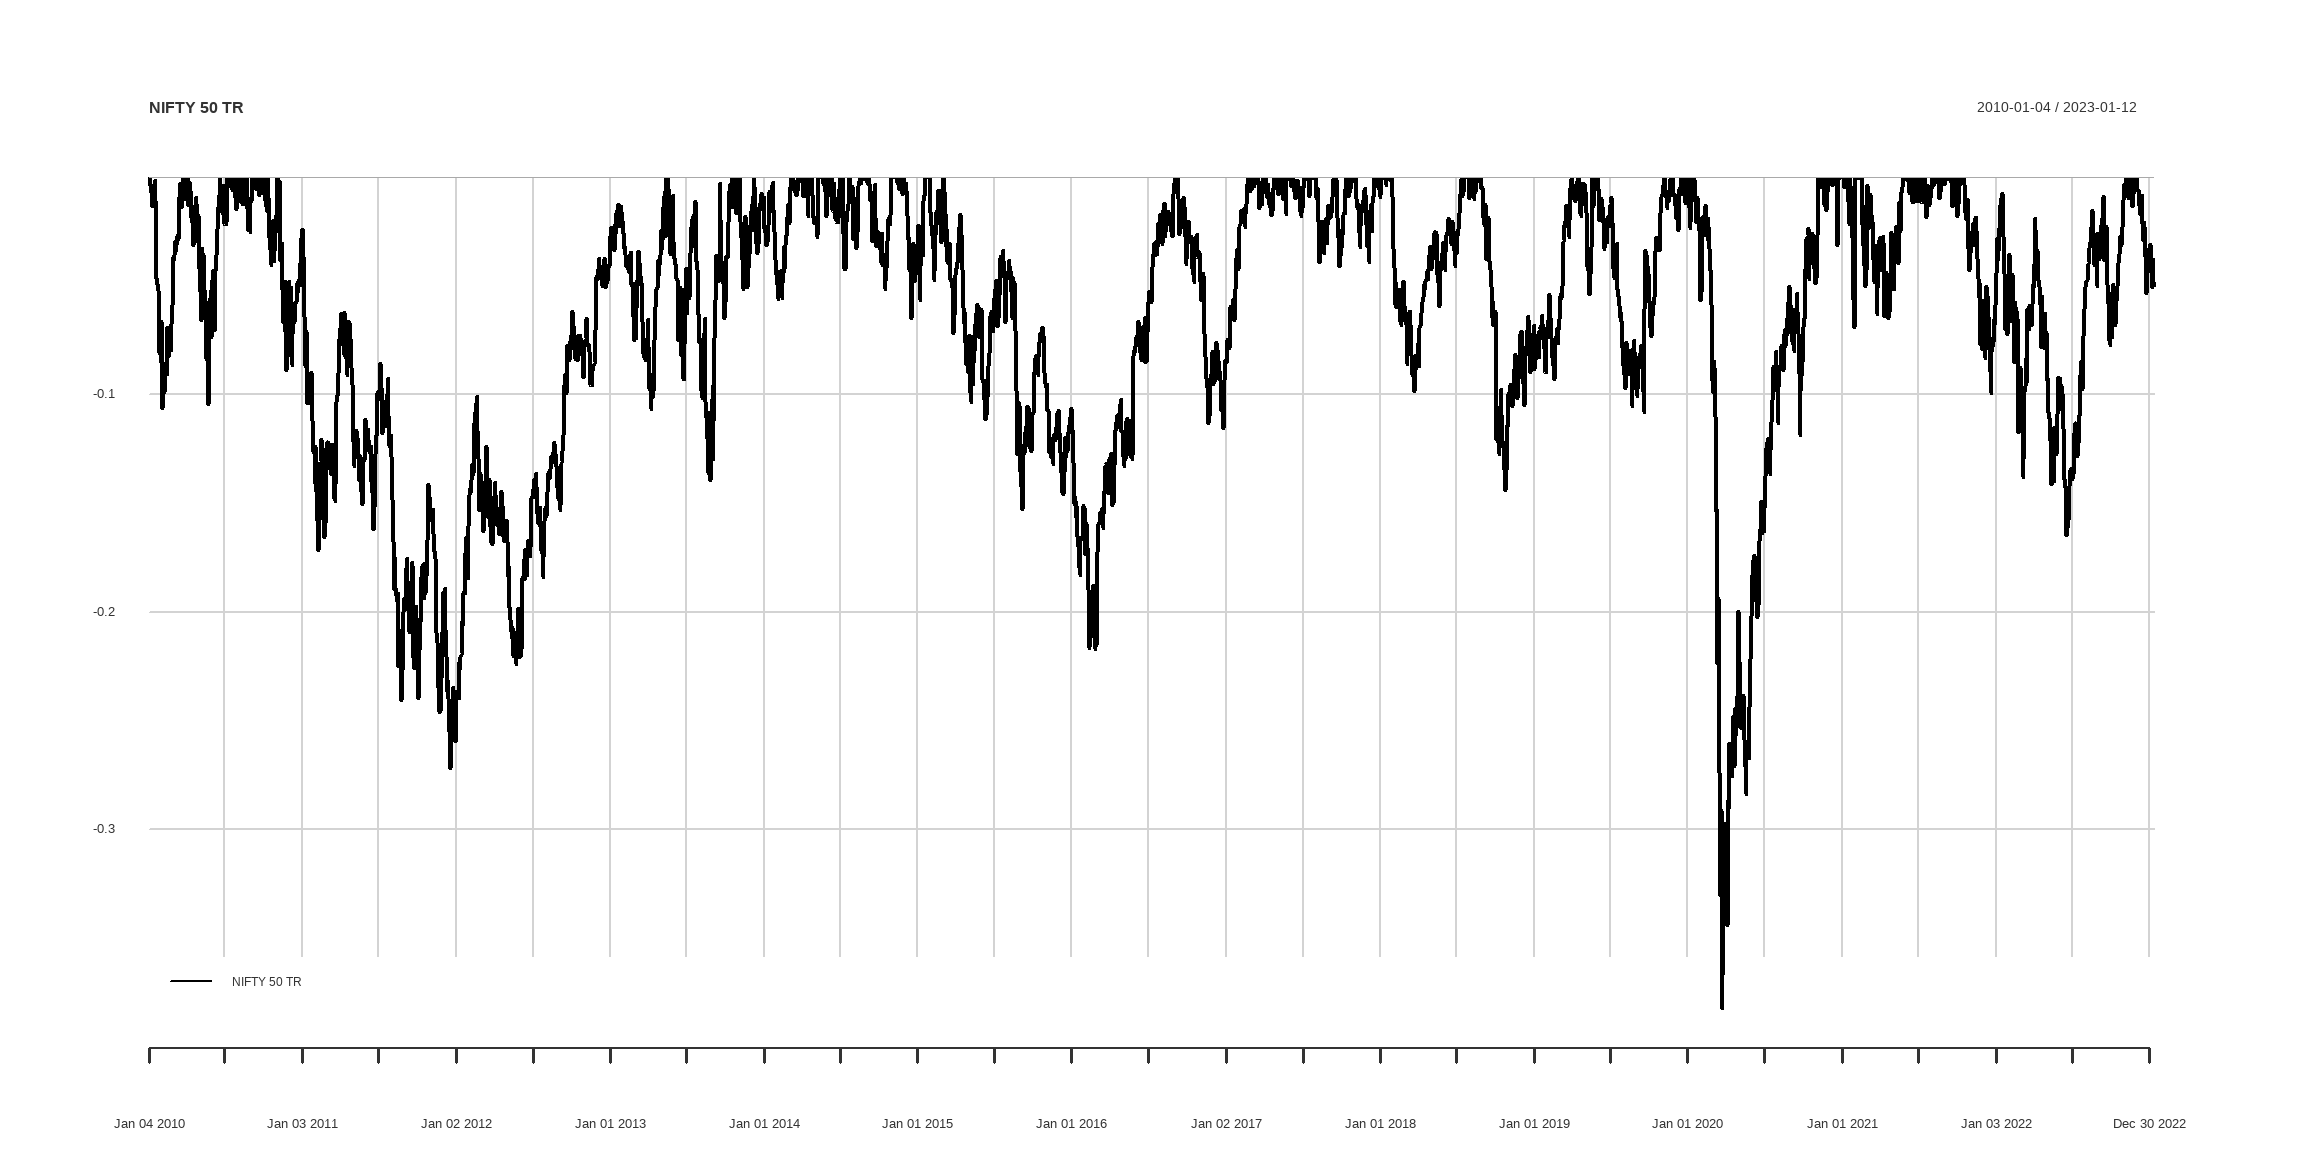 NIFTY 50 TR
2010-01-04 / 2023-01-12
-0.1
-0.2
-0.3
NIFTY 50 TR
Jan 04 2010
Jan 03 2011
Jan 02 2012
Jan 01 2013
Jan 01 2014
Jan 01 2015
Jan 01 2016
Jan 02 2017
Jan 01 2018
Jan 01 2019
Jan 01 2020
Jan 01 2021
Jan 03 2022
Dec 30 2022